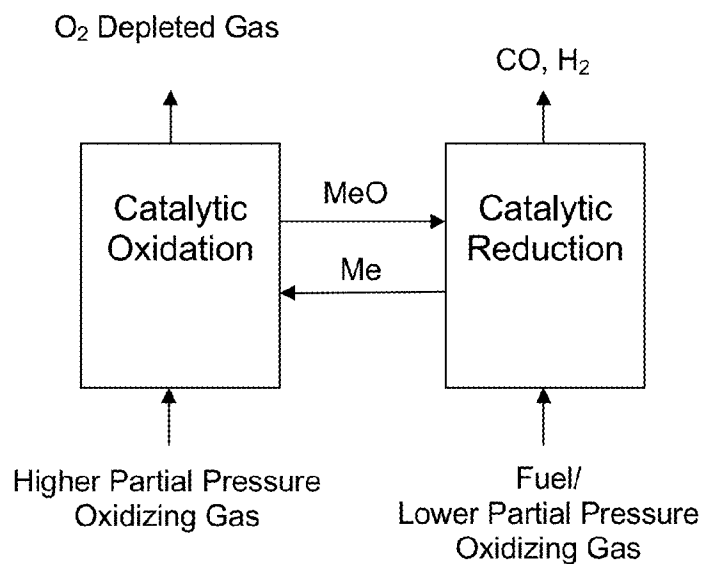 O₂ Depleted Gas
CO, H₂
Catalytic
Oxidation
MeO
Me
Catalytic
Reduction
Higher Partial Pressure
Oxidizing Gas
Fuel/
Lower Partial Pressure
Oxidizing Gas